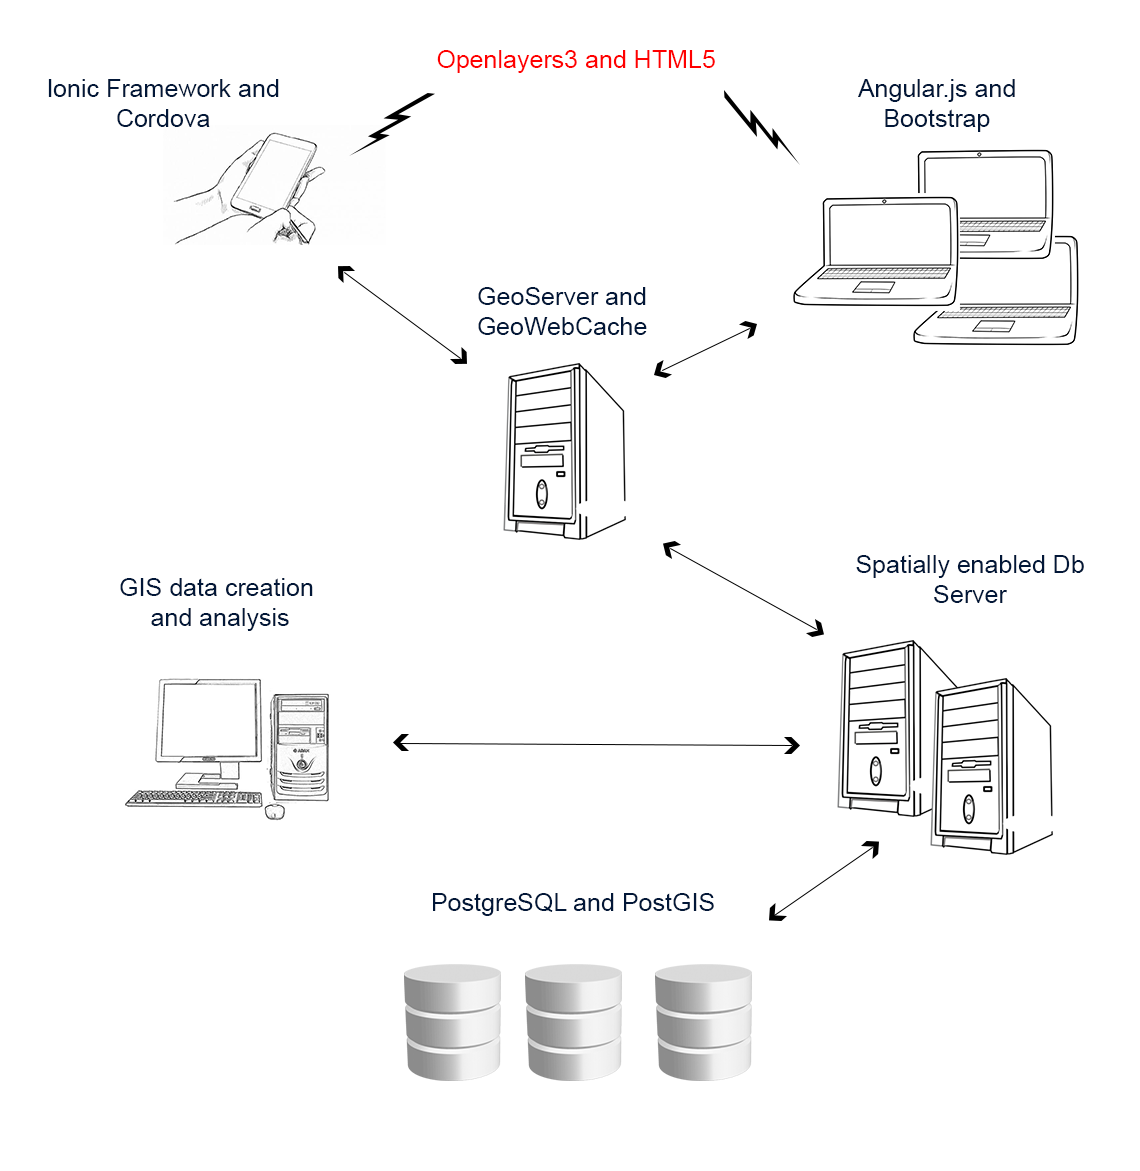 Openlayers3 and HTML5
Ionic Framework and
Cordova
Angular.js and
Bootstrap
GeoServer and
GeoWebCache
Spatially enabled Db
Server
GIS data creation
and analysis
PostgreSQL and PostGIS